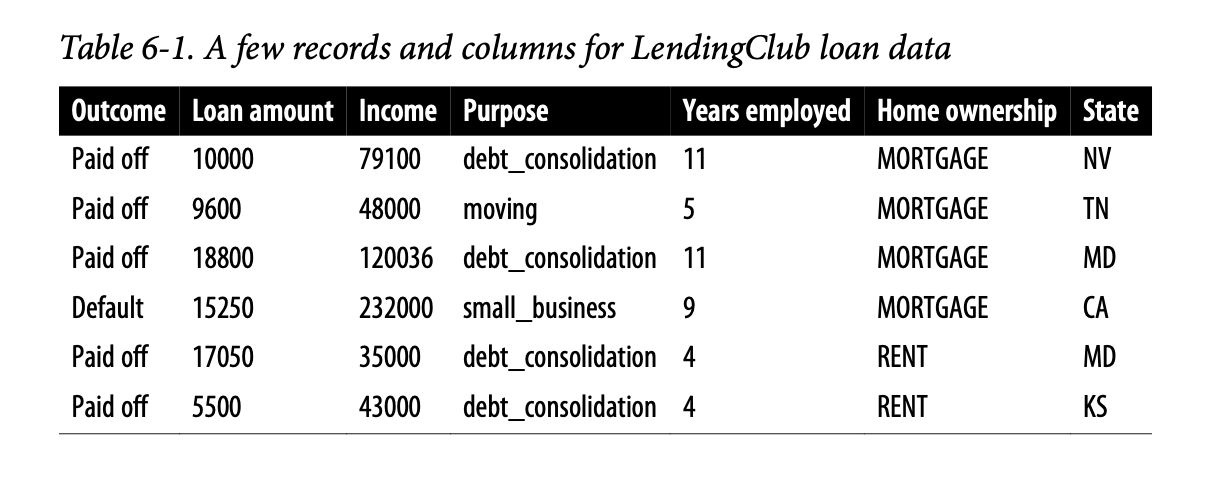 Table 6-1. A few records and columns for LendingClub loan data
Outcome Loan amount Income Purpose Years employed Home ownership State
Paid off 10000 79100 debt_consolidation 11 MORTGAGE NV
Paid off 9600 48000 moving 5 MORTGAGE TN
Paid off 18800 120036 debt_consolidation 11 MORTGAGE MD
Default 15250 232000 small_business 9 MORTGAGE CA
Paid off 17050 35000 debt_consolidation 4 RENT MD
Paid off 5500 43000 debt_consolidation 4 RENT KS